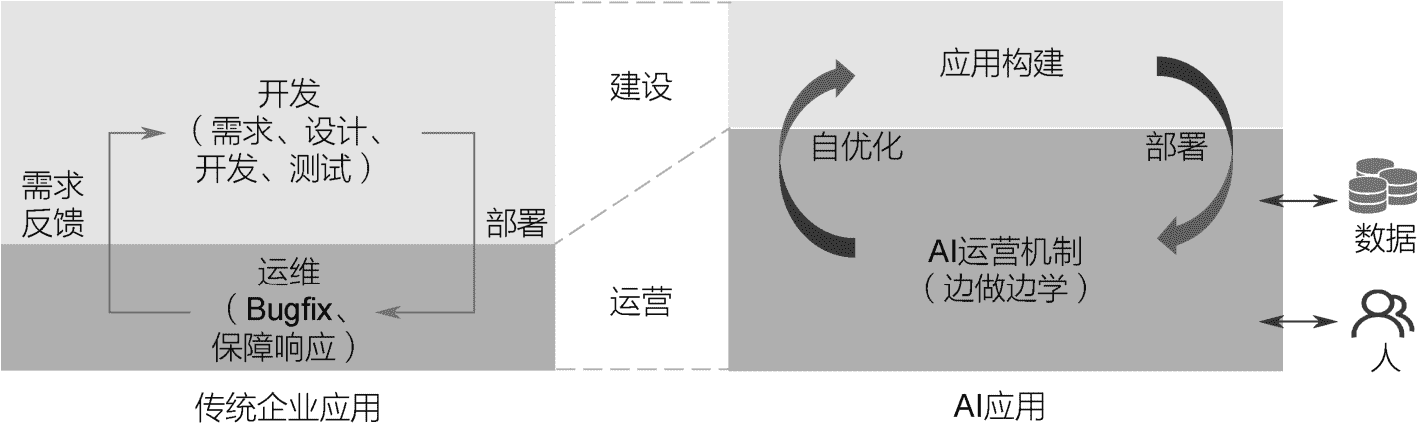 开发
（需求、设计、
开发、测试）
需求
反馈
部署
运维
（Bugfix、
保障响应）
传统企业应用
建设
运营
应用构建
自优化
部署
AI运营机制
（边做边学）
AI应用
数据
人